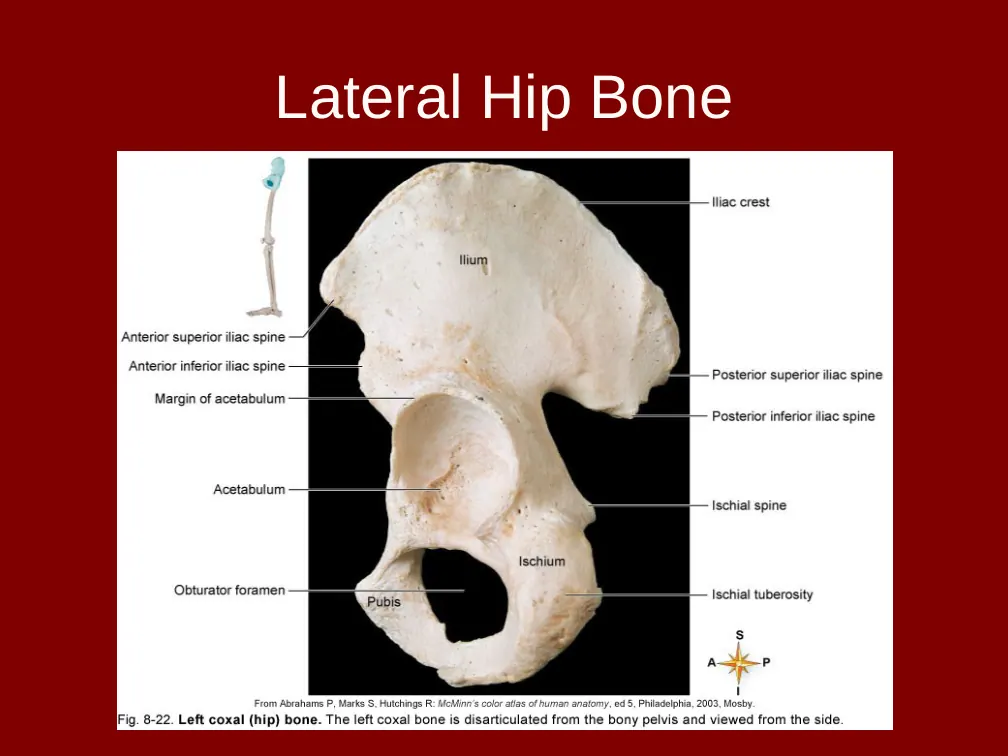 Lateral Hip Bone
Iliac crest
Ilium
Anterior superior iliac spine
Anterior inferior iliac spine
Posterior superior iliac spine
Margin of acetabulum
Posterior inferior iliac spine
Acetabulum
Ischial spine
Ischium
Obturator foramen
Pubis
Ischial tuberosity
S
A P
I
From Abrahams P, Marks S, Hutchings R: McMinn's color atlas of human anatomy, ed 5, Philadelphia, 2003, Mosby.
Fig. 8-22. Left coxal (hip) bone. The left coxal bone is disarticulated from the bony pelvis and viewed from the side.